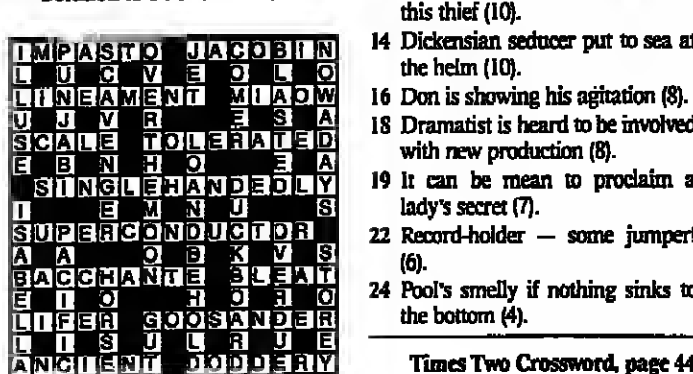 IMPASTO JACOBIN
L U C V E O L O
LINEAMENT MIAOW
U J V R E S A
SCALE TOLERATED
E B N H O E A
SINGLEHANDEDLY
I E M N U S
SUPERCONDUCTOR
A A O B K V S
BACCHANTE BLEAT
E I O H O R O
LIFER GOOSANDER
L I S U L R U E
ANCIENT DODDERY
this thief (10).
14 Dickensian seducer put to sea at
the helm (10).
16 Don is showing his agitation (8).
18 Dramatist is heard to be involved
with new production (8).
19 It can be mean to proclaim a
lady's secret (7).
22 Record-holder — some jumper!
(6).
24 Pool's smelly if nothing sinks to
the bottom (4).
Times Two Crossword, page 44